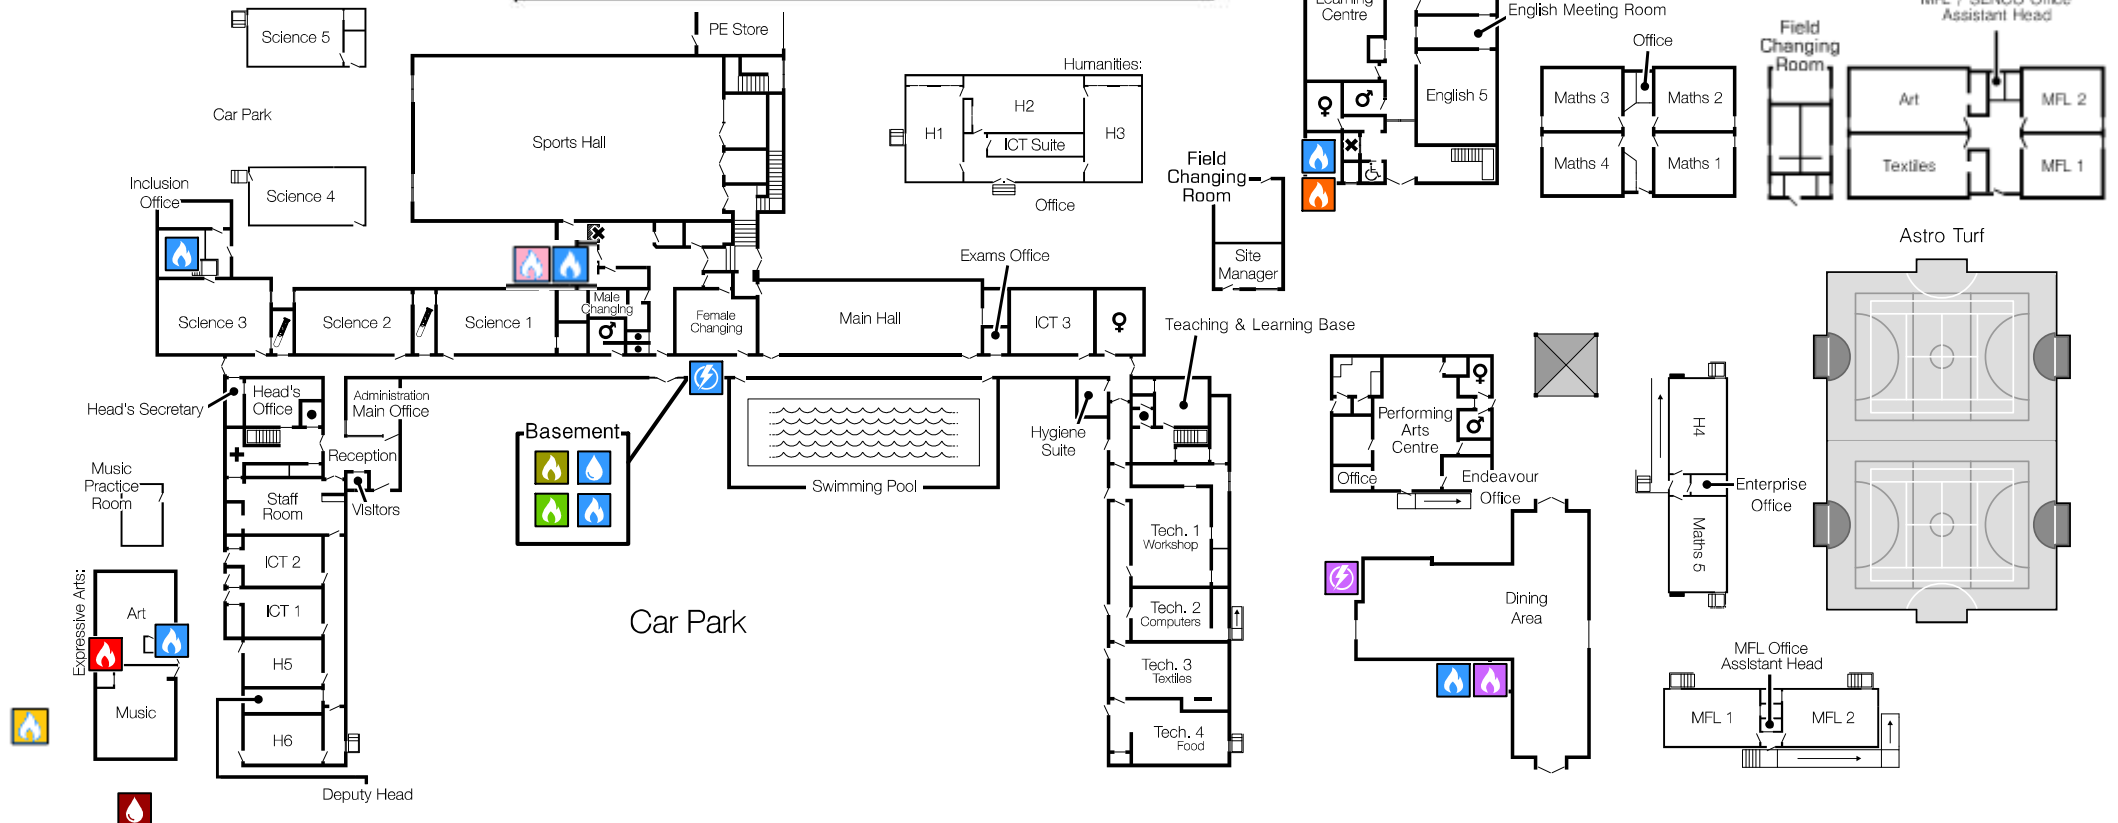 Science 5
Car Park
Science 4
Inclusion
Office
PE Store
Sports Hall
Humanities:
H1
H2
H3
ICT Suite
Office
Learning
Centre
English Meeting Room
English 5
Office
Maths 3
Maths 2
Maths 4
Maths 1
Field
Changing
Room
MFL / SENCO Office
Assistant Head
Art
MFL 2
Textiles
MFL 1
Field
Changing
Room
Site
Manager
Astro Turf
Science 3
Science 2
Science 1
Male
Changing
Female
Changing
Main Hall
Exams Office
ICT 3
Teaching & Learning Base
Head's Secretary
Head's
Office
Administration
Main Office
Reception
Visitors
Staff
Room
Music
Practice
Room
Basement
Swimming Pool
Hygiene
Suite
Performing
Arts
Centre
Office
Endeavour
Office
H4
Enterprise
Office
Maths 5
ICT 2
ICT 1
H5
H6
Deputy Head
Expressive Arts:
Art
Music
Car Park
Tech. 1
Workshop
Tech. 2
Computers
Tech. 3
Textiles
Tech. 4
Food
Dining
Area
MFL Office
Assistant Head
MFL 1
MFL 2